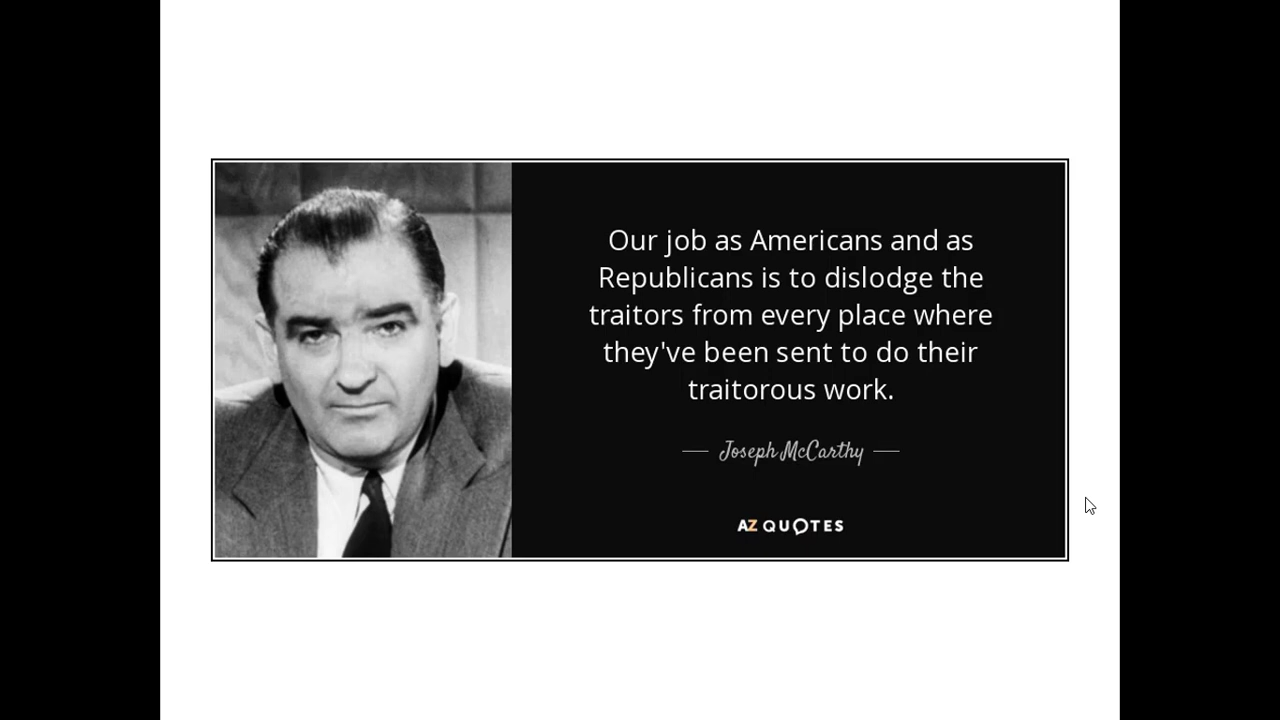 Our job as Americans and as
Republicans is to dislodge the
traitors from every place where
they've been sent to do their
traitorous work.
Joseph McCarthy
AZ QUOTES